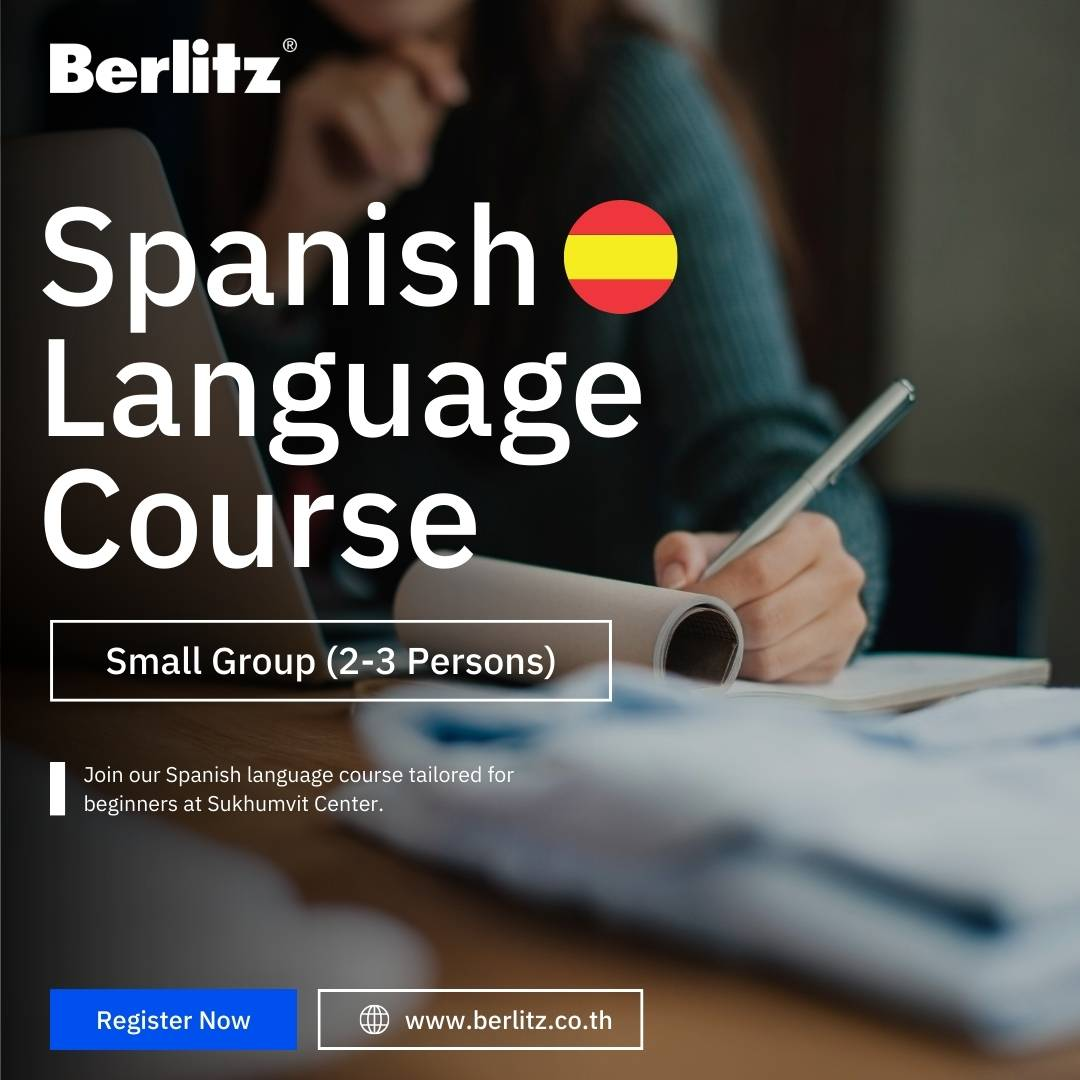 Berlitz®
Spanish
Language
Course
Small Group (2-3 Persons)
Join our Spanish language course tailored for
beginners at Sukhumvit Center.
Register Now
www.berlitz.co.th